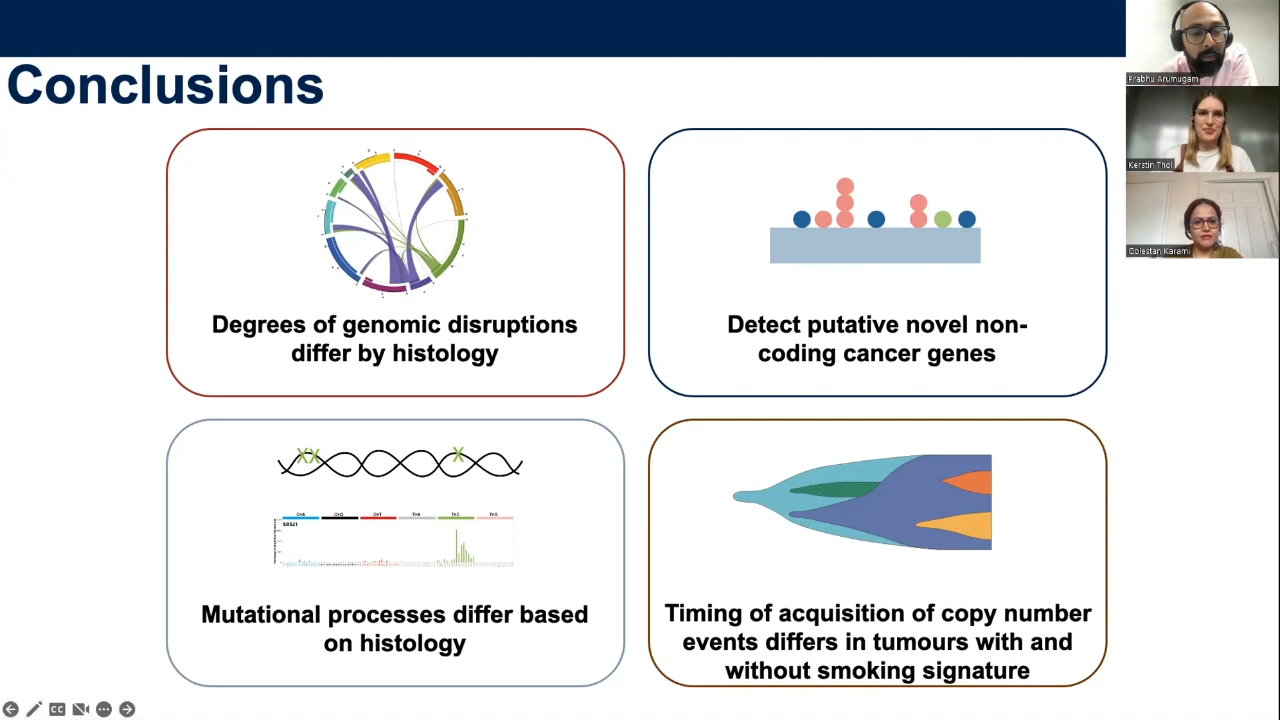 Conclusions
Degrees of genomic disruptions
differ by histology
Detect putative novel non-
coding cancer genes
C>A C>G C>T T>A T>C T>G
SBS21
Mutational processes differ based
on histology
Timing of acquisition of copy number
events differs in tumours with and
without smoking signature
Prabhu Arumugam
Kerstin Thol
Golestan Karami
CC